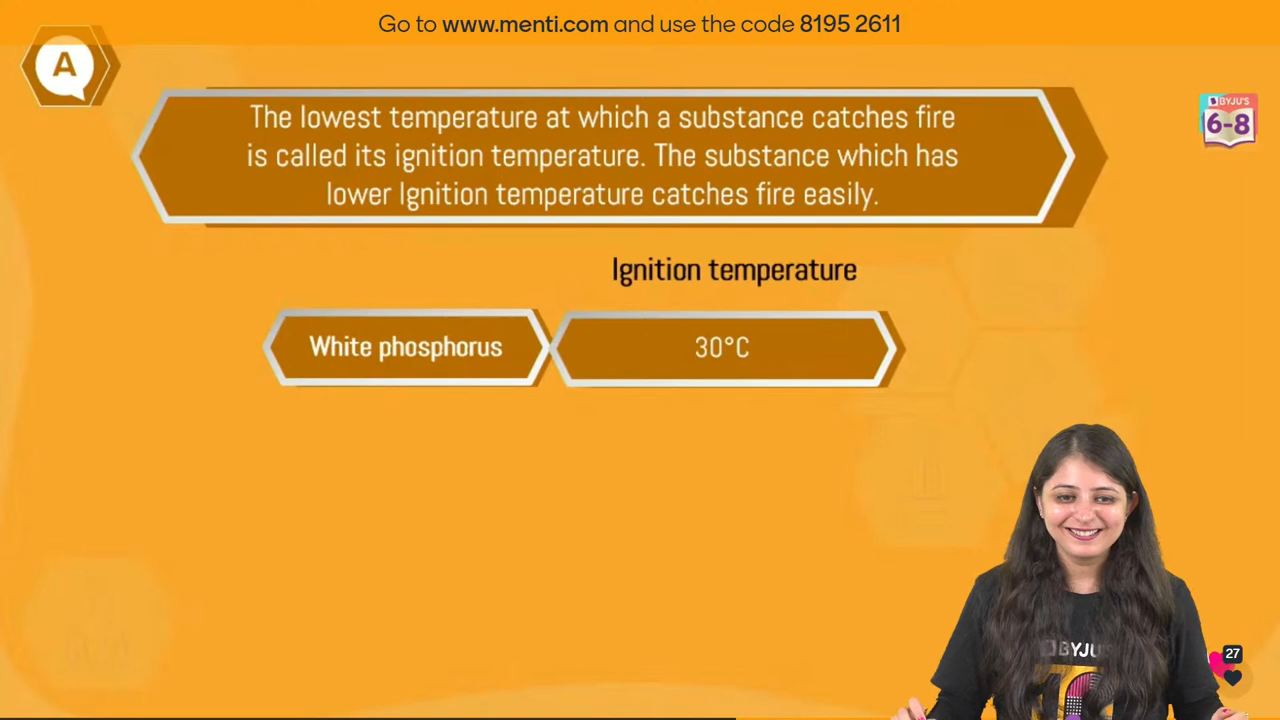 Go to www.menti.com and use the code 8195 2611
A
BYJU'S
6-8
The lowest temperature at which a substance catches fire
is called its ignition temperature. The substance which has
lower Ignition temperature catches fire easily.
Ignition temperature
White phosphorus
30°C
BYJU'S
27